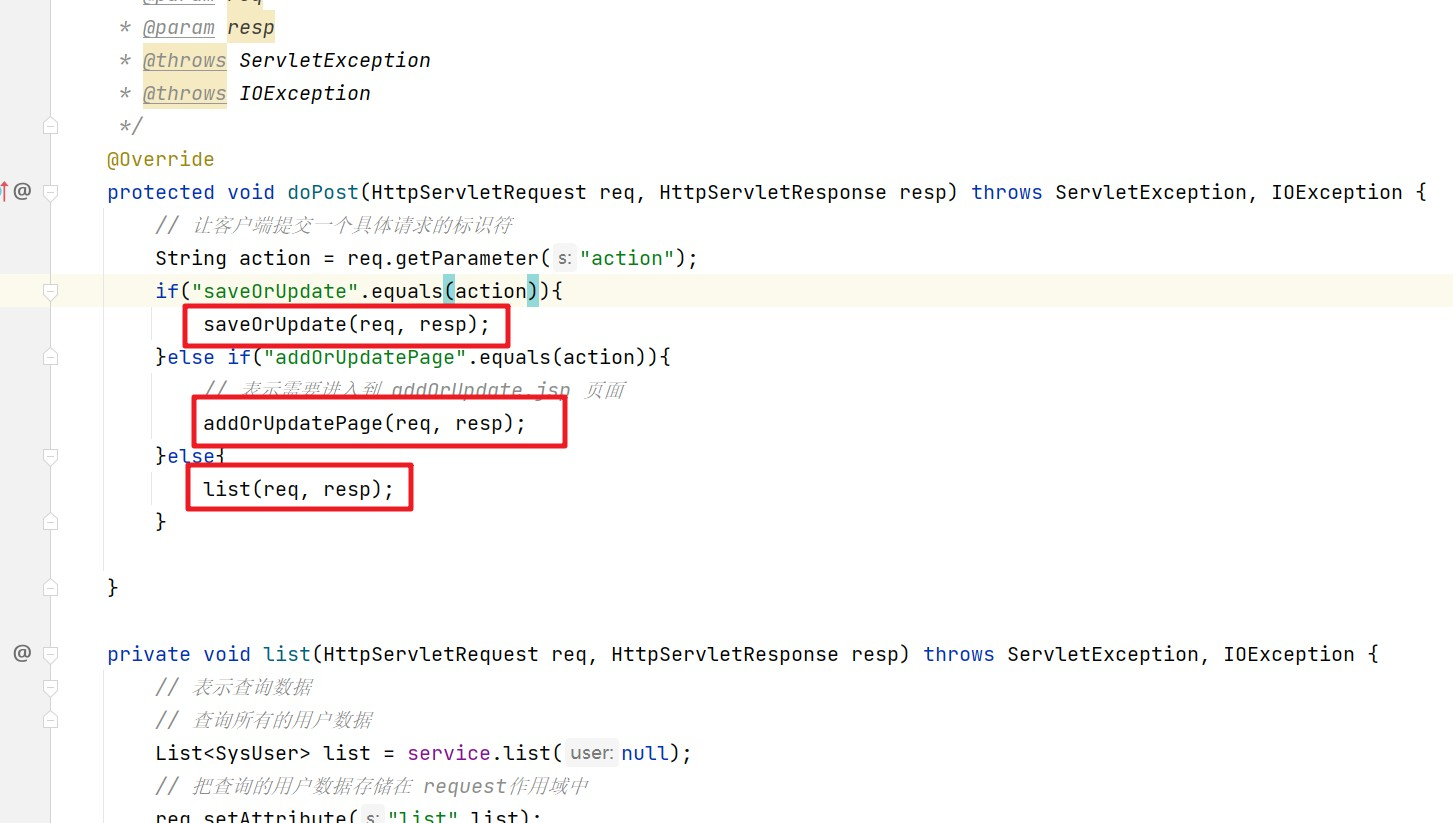 * @param req
* @param resp
* @throws ServletException
* @throws IOException
*/
@Override
@ protected void doPost(HttpServletRequest req, HttpServletResponse resp) throws ServletException, IOException {
// 让客户端提交一个具体请求的标识符
String action = req.getParameter( s: "action");
if("saveOrUpdate".equals(action)){
saveOrUpdate(req, resp);
}else if("addOrUpdatePage".equals(action)){
// 表示需要进入到 addOrUpdate.jsp 页面
addOrUpdatePage(req, resp);
}else{
list(req, resp);
}
}
@ private void list(HttpServletRequest req, HttpServletResponse resp) throws ServletException, IOException {
// 表示查询数据
// 查询所有的用户数据
List<SysUser> list = service.list( user: null);
// 把查询的用户数据存储在 request作用域中
req.setAttribute( s: "list",list);